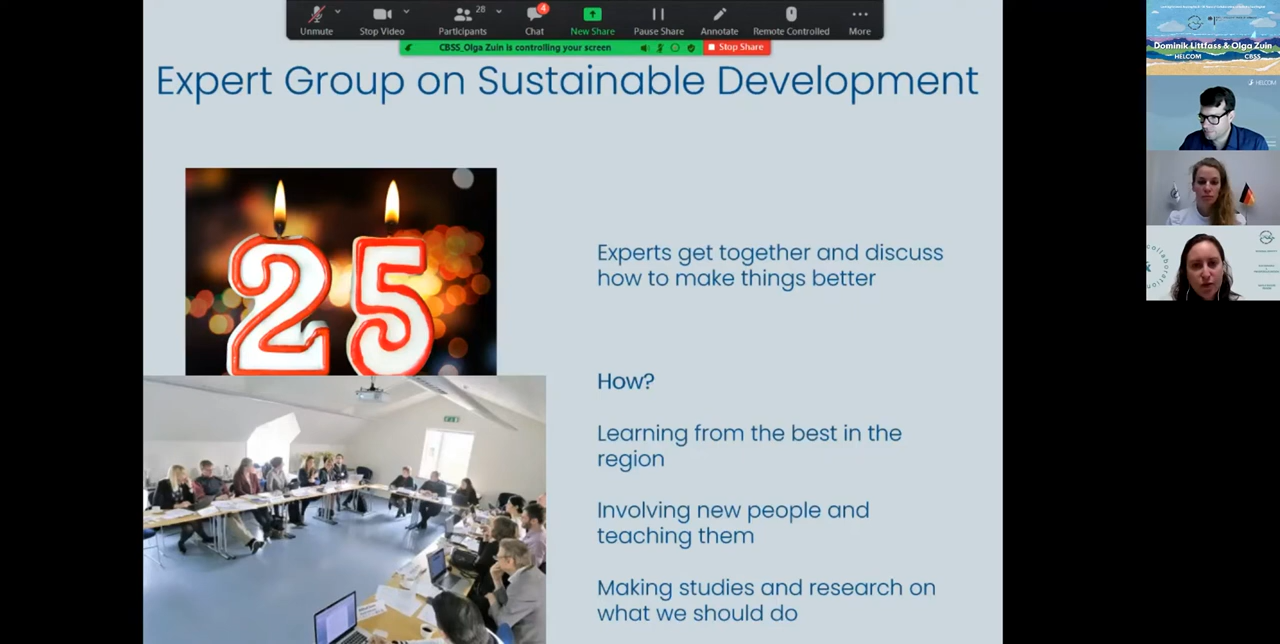 28
4
Unmute
Stop Video
Participants
Chat
New Share
Pause Share
Annotate
Remote Controlled
More
CBSS_Olga Zuin is controlling your screen
Stop Share
Expert Group on Sustainable Development
25
Experts get together and discuss
how to make things better
How?
Learning from the best in the
region
Involving new people and
teaching them
Making studies and research on
what we should do
Dominik Littfass & Olga Zuin
HELCOM
CBSS
HELCOM
collaboration